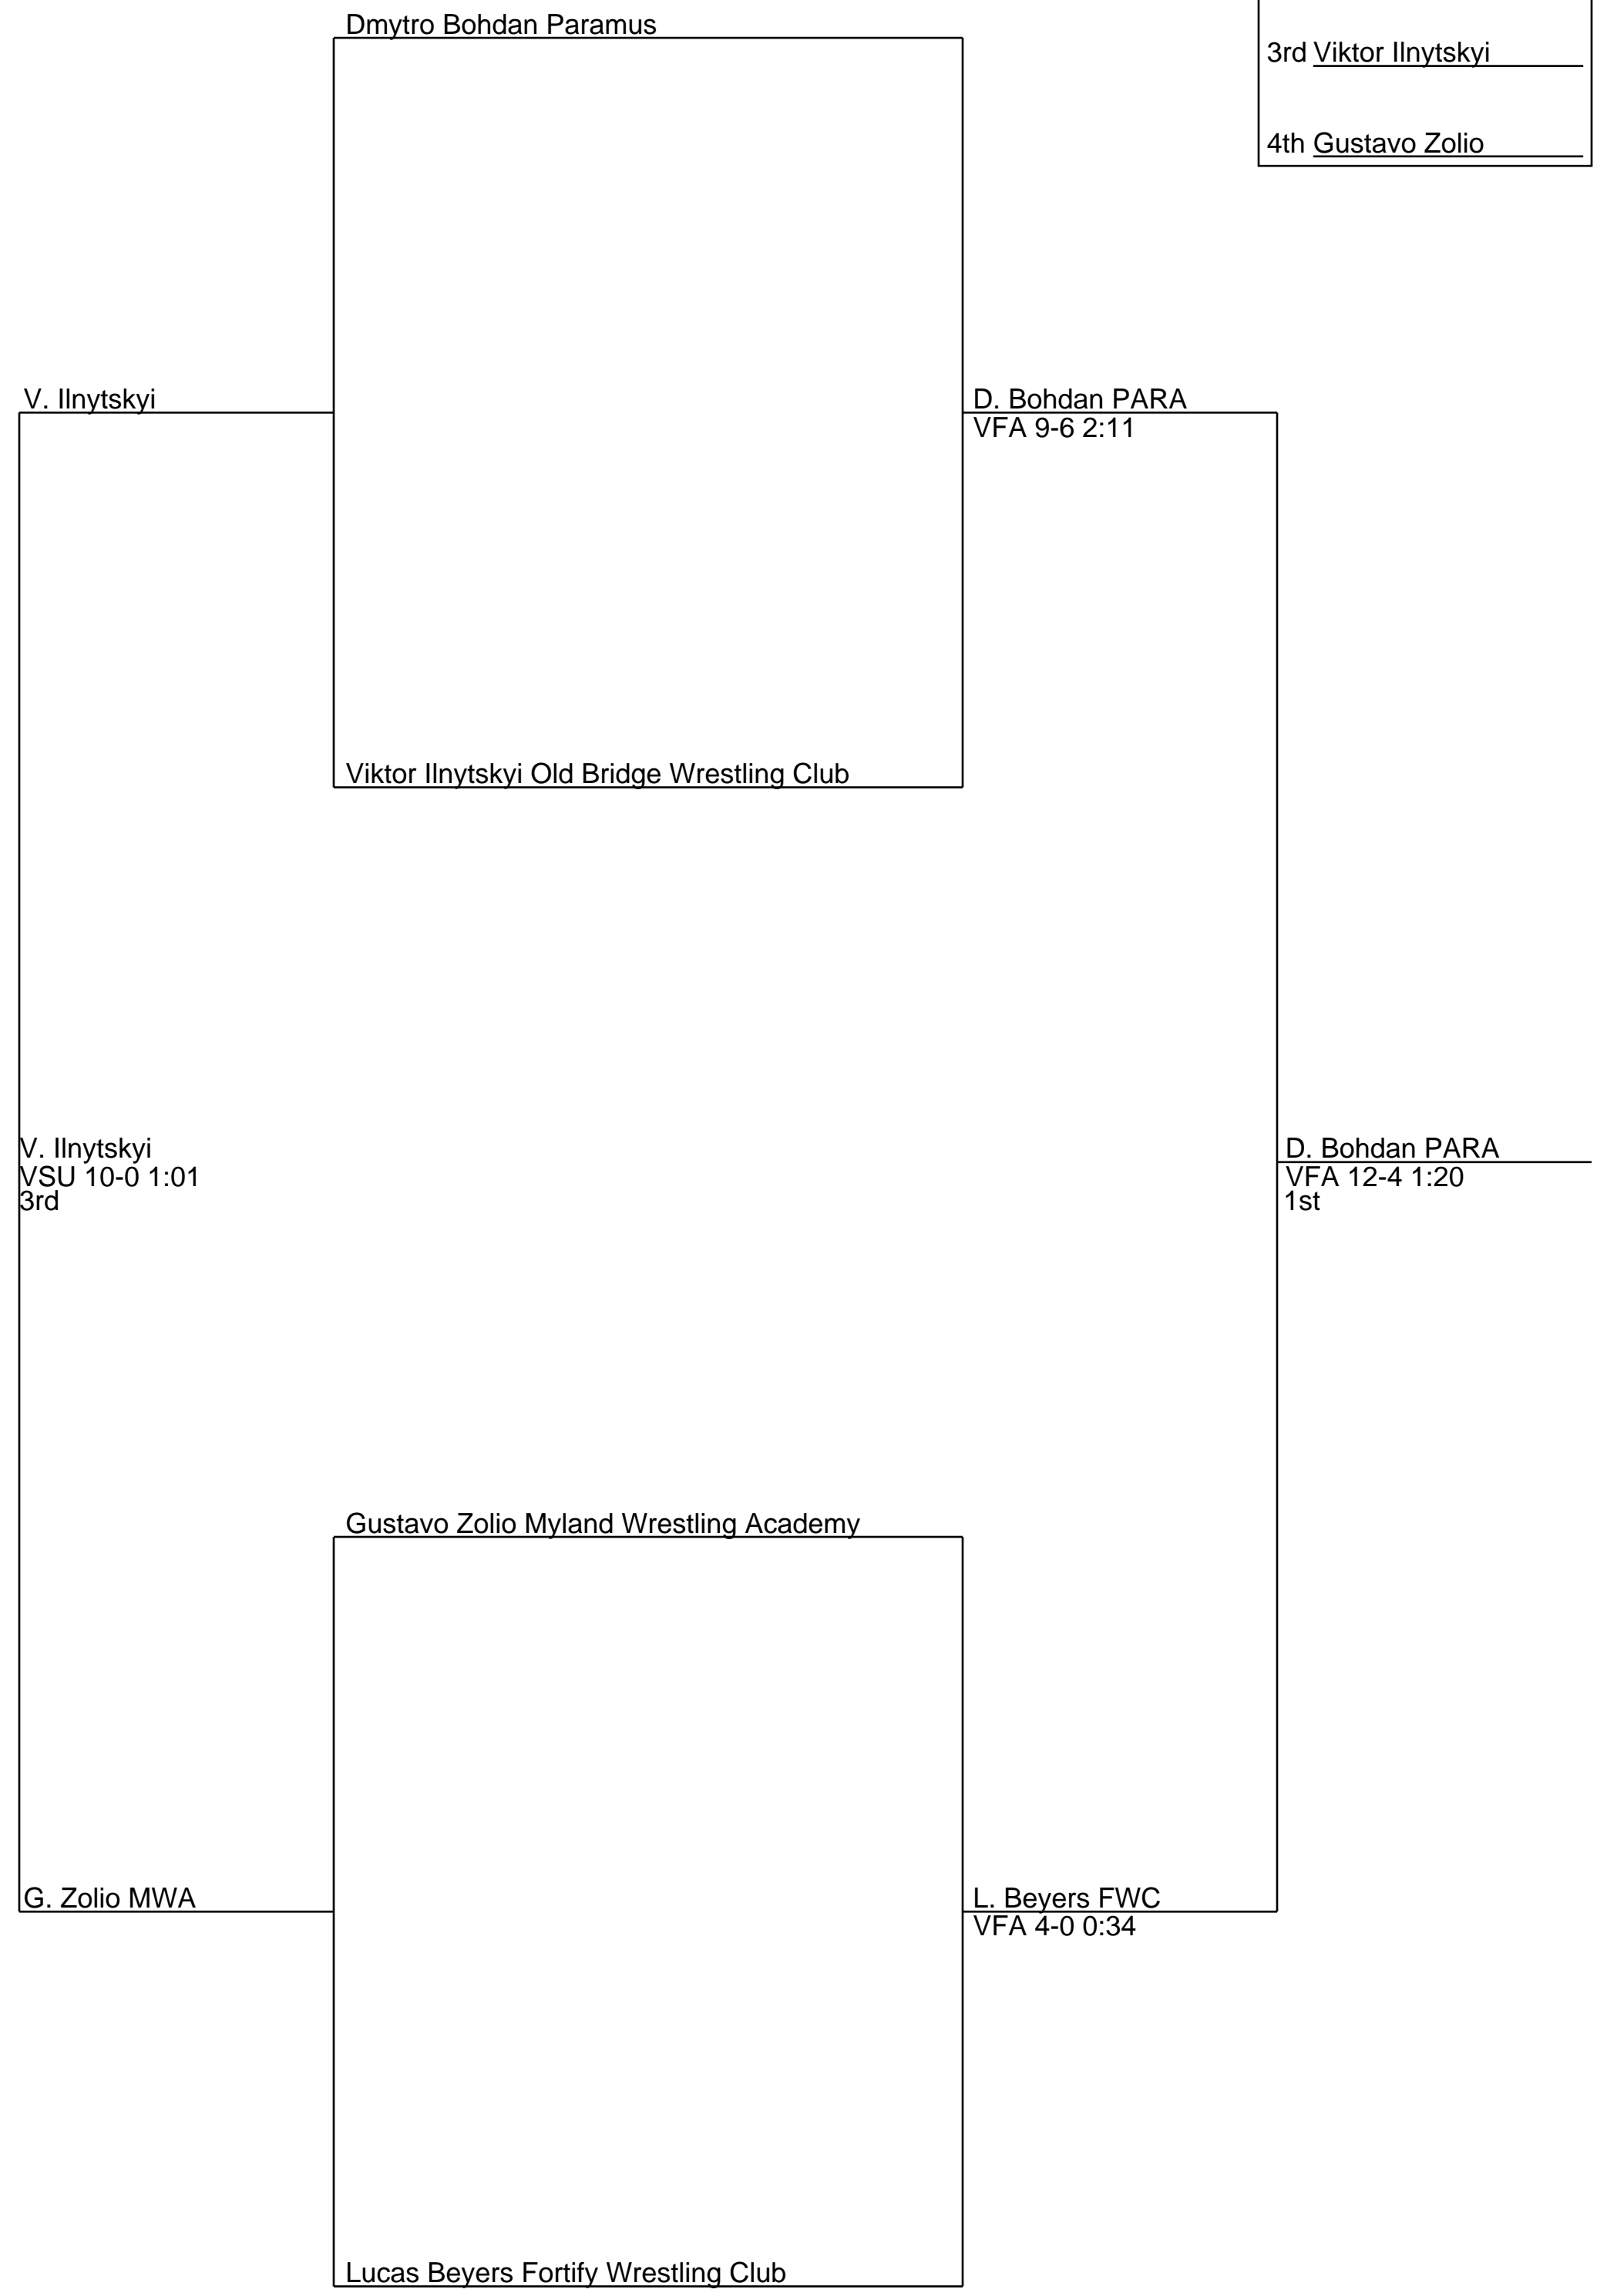 Dmytro Bohdan Paramus
3rd Viktor Ilnytskyi
4th Gustavo Zolio
V. Ilnytskyi
D. Bohdan PARA
VFA 9-6 2:11
Viktor Ilnytskyi Old Bridge Wrestling Club
V. Ilnytskyi
VSU 10-0 1:01
3rd
D. Bohdan PARA
VFA 12-4 1:20
1st
Gustavo Zolio Myland Wrestling Academy
G. Zolio MWA
L. Beyers FWC
VFA 4-0 0:34
Lucas Beyers Fortify Wrestling Club